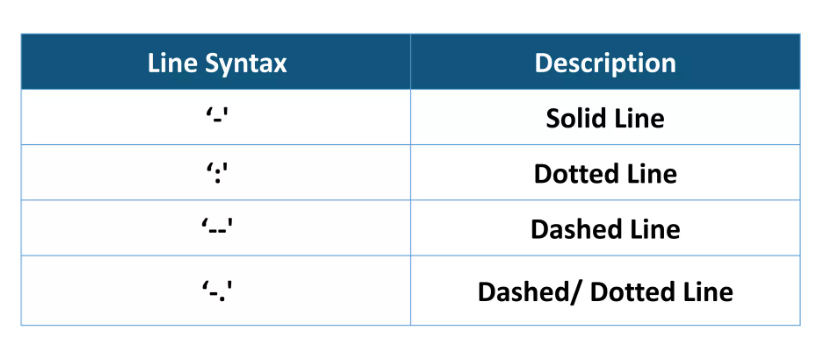 Line Syntax Description
‘-' Solid Line
‘:' Dotted Line
‘--' Dashed Line
‘-.' Dashed/ Dotted Line